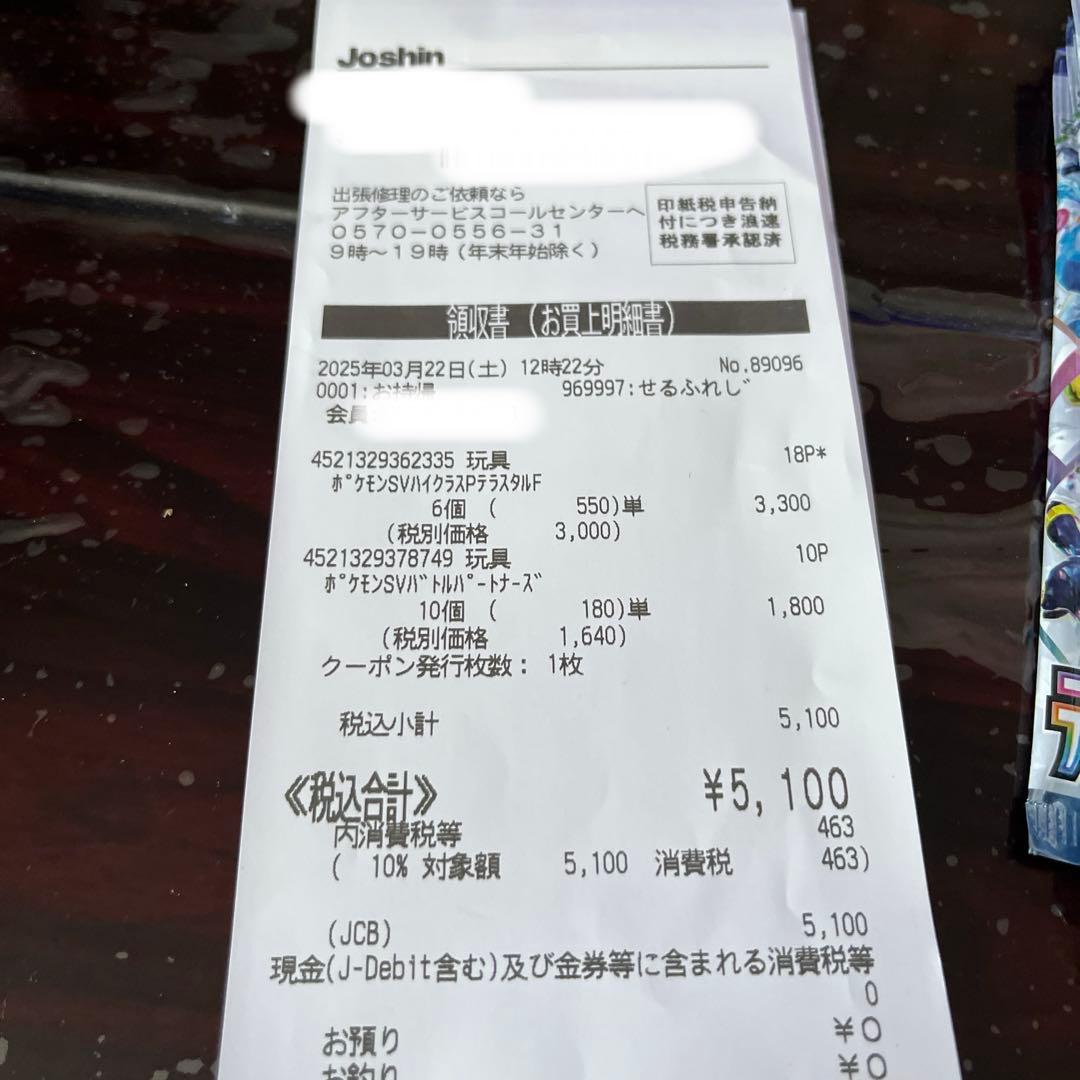 Joshin
出張修理のご依頼なら
アフターサービスコールセンターへ
0570-0556-31
9時～19時(年末年始除く)
印紙税申告納
付につき浪速
税務署承認済
領収書 (お買上明細書)
2025年03月22日(土) 12時22分 No.89096
0001:お持帰 969997:せるふれじ
会員
4521329362335 玩具 18P*
ﾎﾟｹﾓﾝSVﾊｲｸﾗｽPﾃﾗｽﾀﾙF
6個 ( 550)単 3,300
(税別価格 3,000)
4521329378749 玩具 10P
ﾎﾟｹﾓﾝSVﾊﾞﾄﾙﾊﾟｰﾄﾅｰｽﾞ
10個 ( 180)単 1,800
(税別価格 1,640)
クーポン発行枚数: 1枚
税込小計 5,100
≪税込合計≫ ¥5,100
内消費税等 463
( 10% 対象額 5,100 消費税 463)
(JCB) 5,100
現金(J-Debit含む)及び金券等に含まれる消費税等
0
お預り ¥0
お釣り ¥0